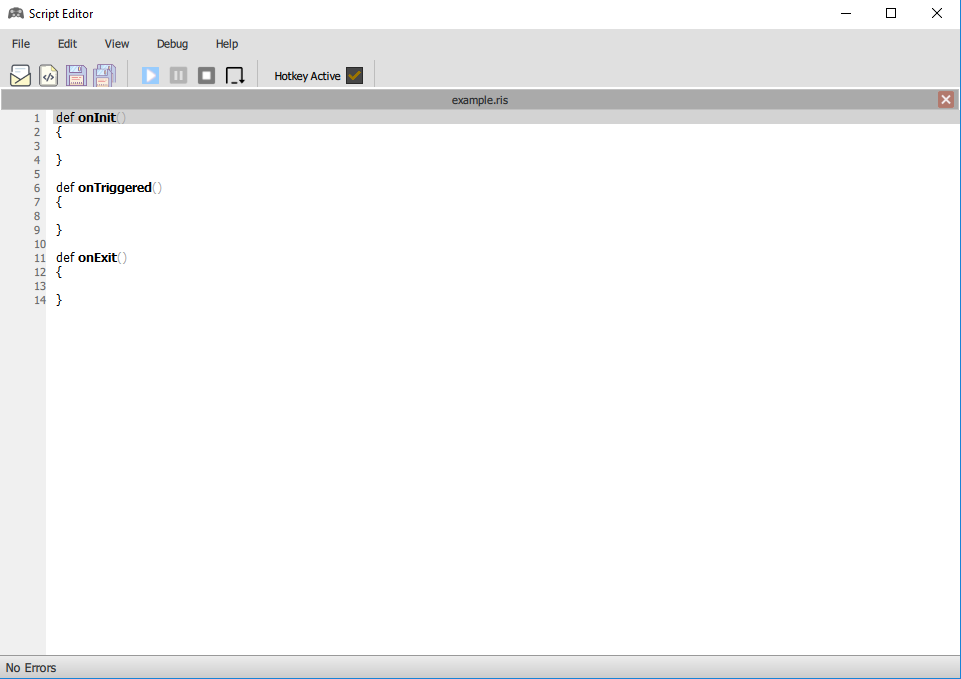 Script Editor
File Edit View Debug Help
Hotkey Active
example.ris
1 def onInit()
2 {
3
4 }
5
6 def onTriggered()
7 {
8
9 }
10
11 def onExit()
12 {
13
14 }
No Errors